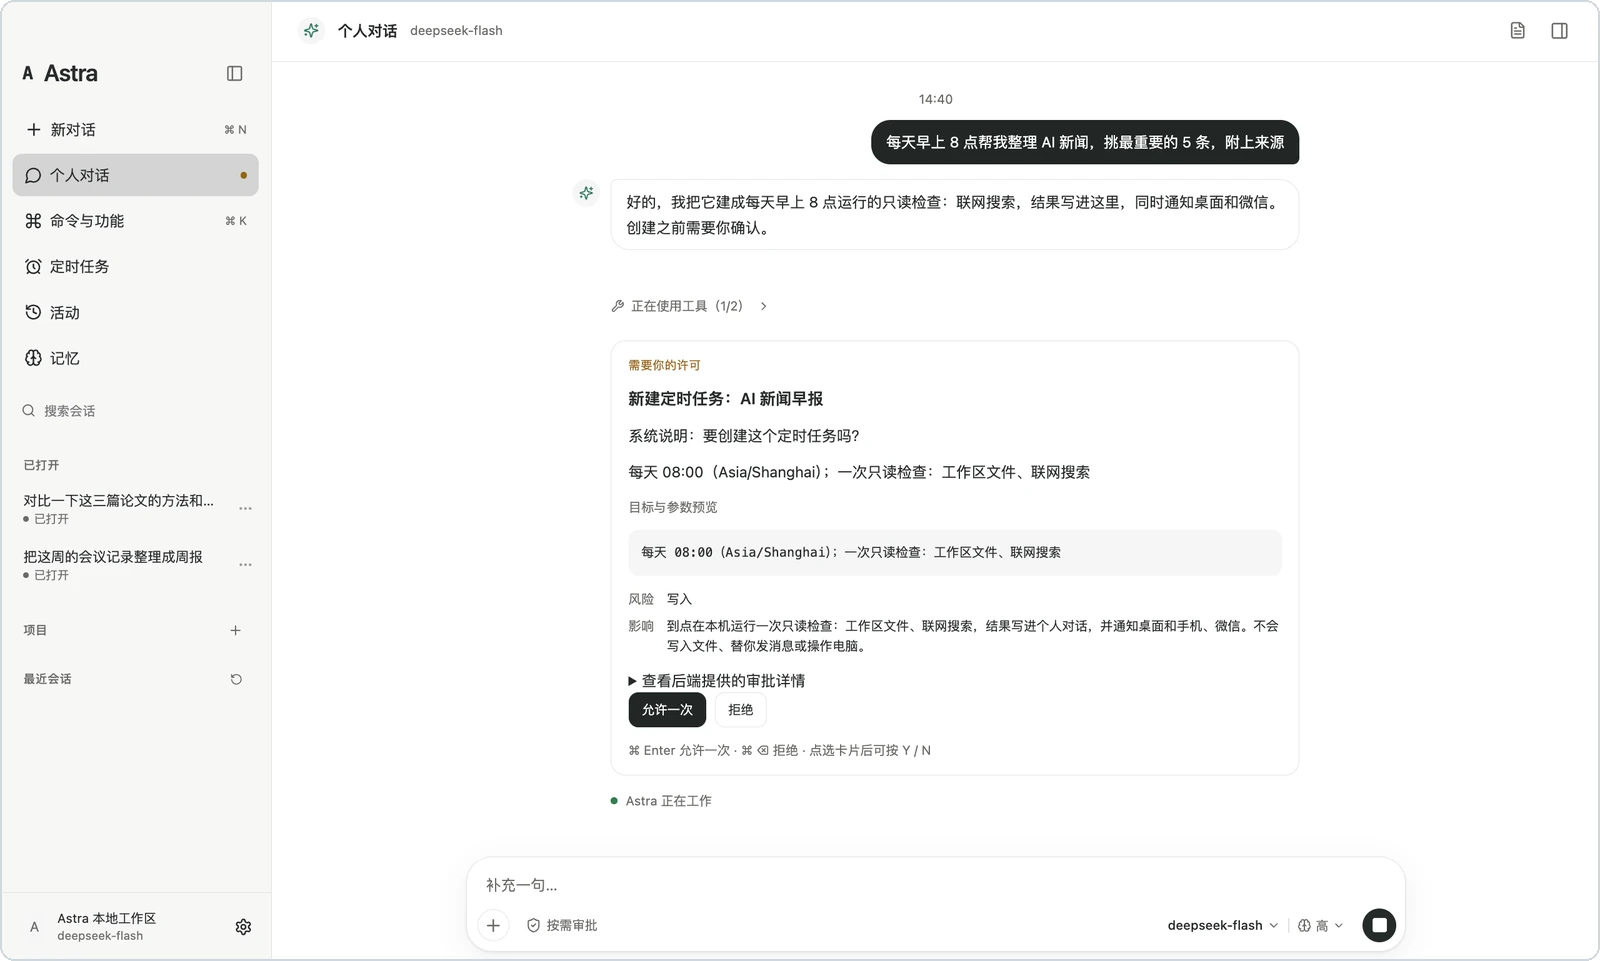 A Astra
新对话 ⌘ N
个人对话
命令与功能 ⌘ K
定时任务
活动
记忆
搜索会话
已打开
对比一下这三篇论文的方法和...
已打开
把这周的会议记录整理成周报
已打开
项目
最近会话
A
Astra 本地工作区
deepseek-flash
个人对话 deepseek-flash
14:40
每天早上 8 点帮我整理 AI 新闻，挑最重要的 5 条，附上来源
好的，我把它建成每天早上 8 点运行的只读检查：联网搜索，结果写进这里，同时通知桌面和微信。
创建之前需要你确认。
正在使用工具（1/2）
需要你的许可
新建定时任务：AI 新闻早报
系统说明：要创建这个定时任务吗？
每天 08:00（Asia/Shanghai）；一次只读检查：工作区文件、联网搜索
目标与参数预览
每天 08:00（Asia/Shanghai）；一次只读检查：工作区文件、联网搜索
风险 写入
影响 到点在本机运行一次只读检查：工作区文件、联网搜索，结果写进个人对话，并通知桌面和手机、微信。不会
写入文件、替你发消息或操作电脑。
▶ 查看后端提供的审批详情
允许一次 拒绝
⌘ Enter 允许一次 · ⌘ ⌫ 拒绝 · 点选卡片后可按 Y / N
Astra 正在工作
补充一句...
按需审批 deepseek-flash 高